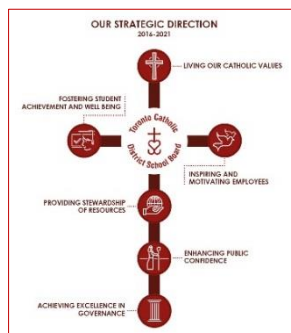 OUR STRATEGIC DIRECTION
2016-2021
LIVING OUR CATHOLIC VALUES
FOSTERING STUDENT
ACHIEVEMENT AND WELL BEING
Toronto Catholic
District School Board
INSPIRING AND
MOTIVATING EMPLOYEES
PROVIDING STEWARDSHIP
OF RESOURCES
ENHANCING PUBLIC
CONFIDENCE
ACHIEVING EXCELLENCE IN
GOVERNANCE